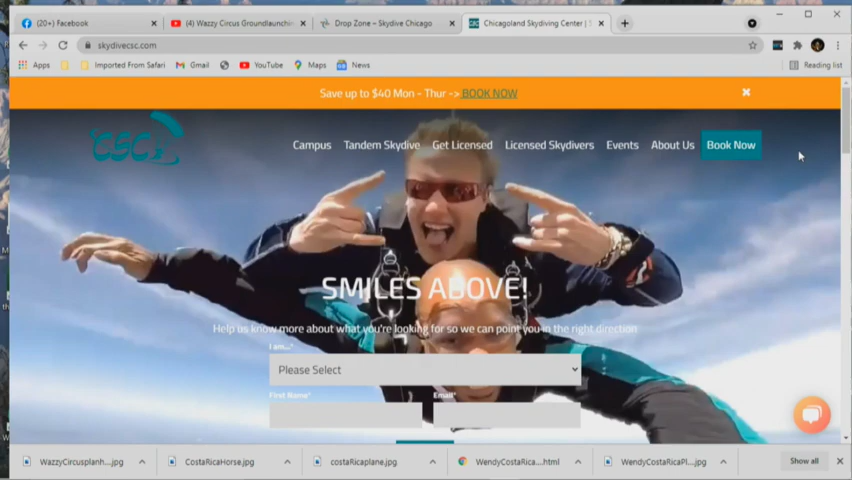 (20+) Facebook
(4) Wazzy Circus Groundlaunchin
Drop Zone – Skydive Chicago
Chicagoland Skydiving Center | S
skydivecsc.com
Apps
Imported From Safari
Gmail
YouTube
Maps
News
Reading list
Save up to $40 Mon - Thur -> BOOK NOW
CSC
Campus
Tandem Skydive
Get Licensed
Licensed Skydivers
Events
About Us
Book Now
SMILES ABOVE!
Help us know more about what you're looking for so we can point you in the right direction
I am...*
Please Select
First Name*
Email*
WazzyCircusplanh....jpg
CostaRicaHorse.jpg
costaRicaplane.jpg
WendyCostaRica....html
WendyCostaRicaPl....jpg
Show all